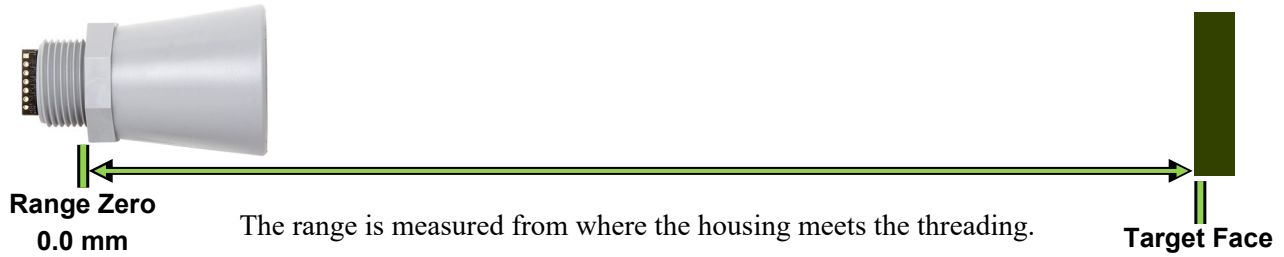 Range Zero
0.0 mm
The range is measured from where the housing meets the threading.
Target Face